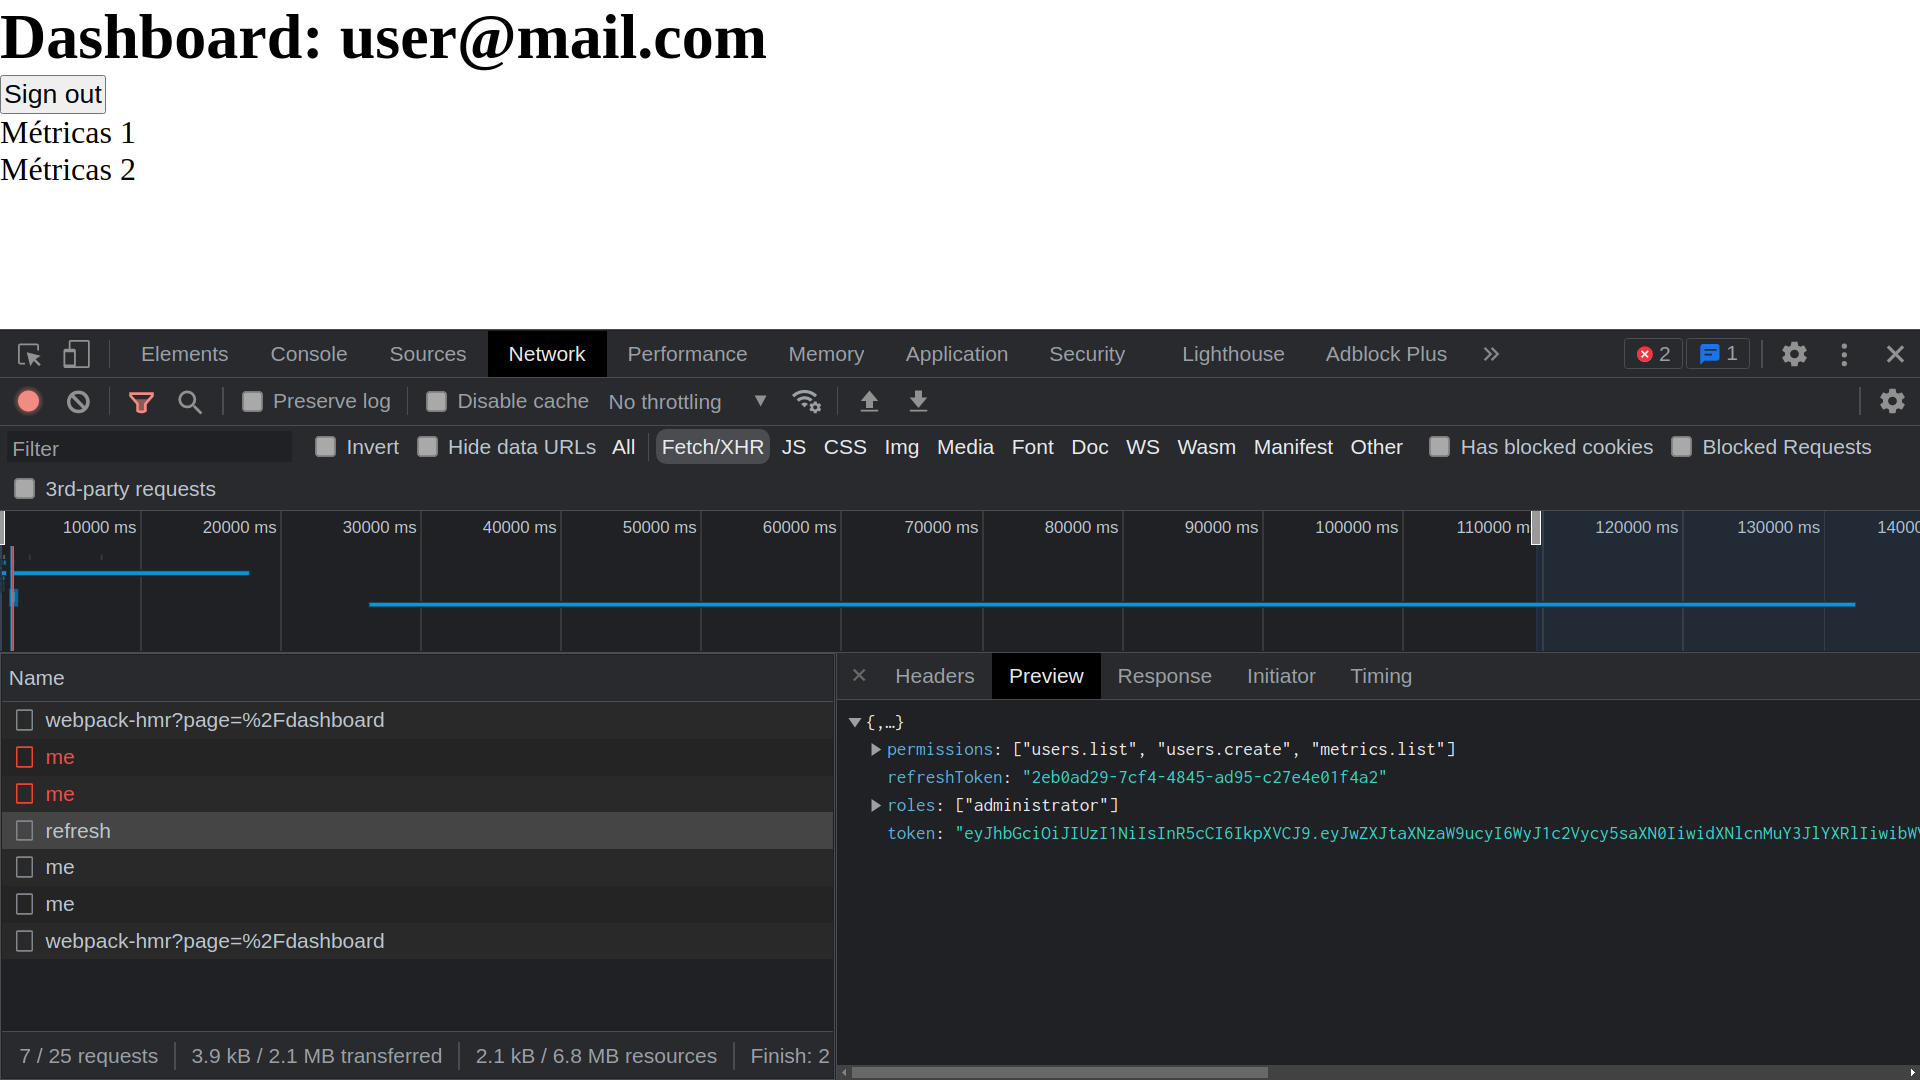 Dashboard: user@mail.com
Sign out
Métricas 1
Métricas 2
Elements Console Sources Network Performance Memory Application Security Lighthouse Adblock Plus 2 1
Preserve log Disable cache No throttling
Filter Invert Hide data URLs All Fetch/XHR JS CSS Img Media Font Doc WS Wasm Manifest Other Has blocked cookies Blocked Requests
3rd-party requests
10000 ms 20000 ms 30000 ms 40000 ms 50000 ms 60000 ms 70000 ms 80000 ms 90000 ms 100000 ms 110000 m 120000 ms 130000 ms 14000
Name
webpack-hmr?page=%2Fdashboard
me
me
refresh
me
me
webpack-hmr?page=%2Fdashboard
7 / 25 requests 3.9 kB / 2.1 MB transferred 2.1 kB / 6.8 MB resources Finish: 2
Headers Preview Response Initiator Timing
{,…}
permissions: ["users.list", "users.create", "metrics.list"]
refreshToken: "2eb0ad29-7cf4-4845-ad95-c27e4e01f4a2"
roles: ["administrator"]
token: "eyJhbGciOiJIUzI1NiIsInR5cCI6IkpXVCJ9.eyJwZXJtaXNzaW9ucyI6WyJ1c2Vycy5saXN0IiwidXNlcnMuY3JlYXRlIiwibWV